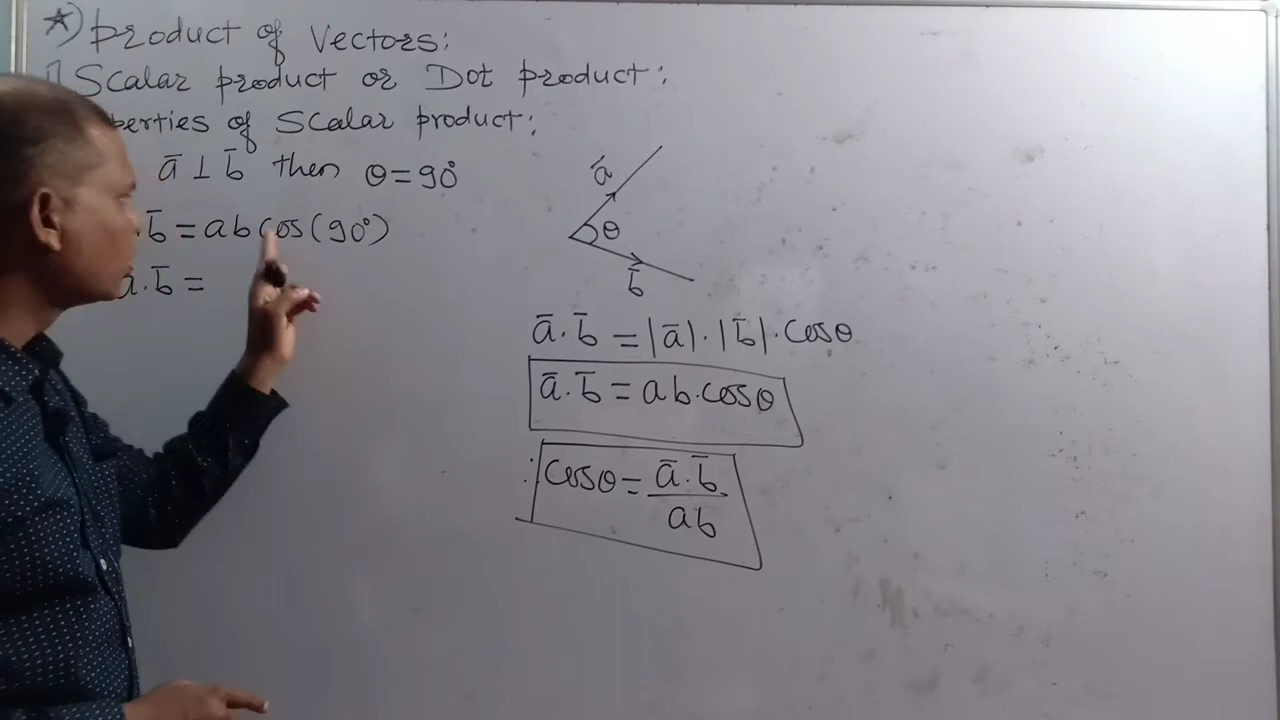 *) product of Vectors:
Scalar product or Dot product:
perties of Scalar product:
ā ⊥ b̄ then θ = 90°
. b̄ = ab cos(90°)
ā . b̄ =
ā
θ
b̄
ā . b̄ = |ā| . |b̄| . cosθ
ā . b̄ = ab . cosθ
∴ cosθ = ā . b̄ / ab